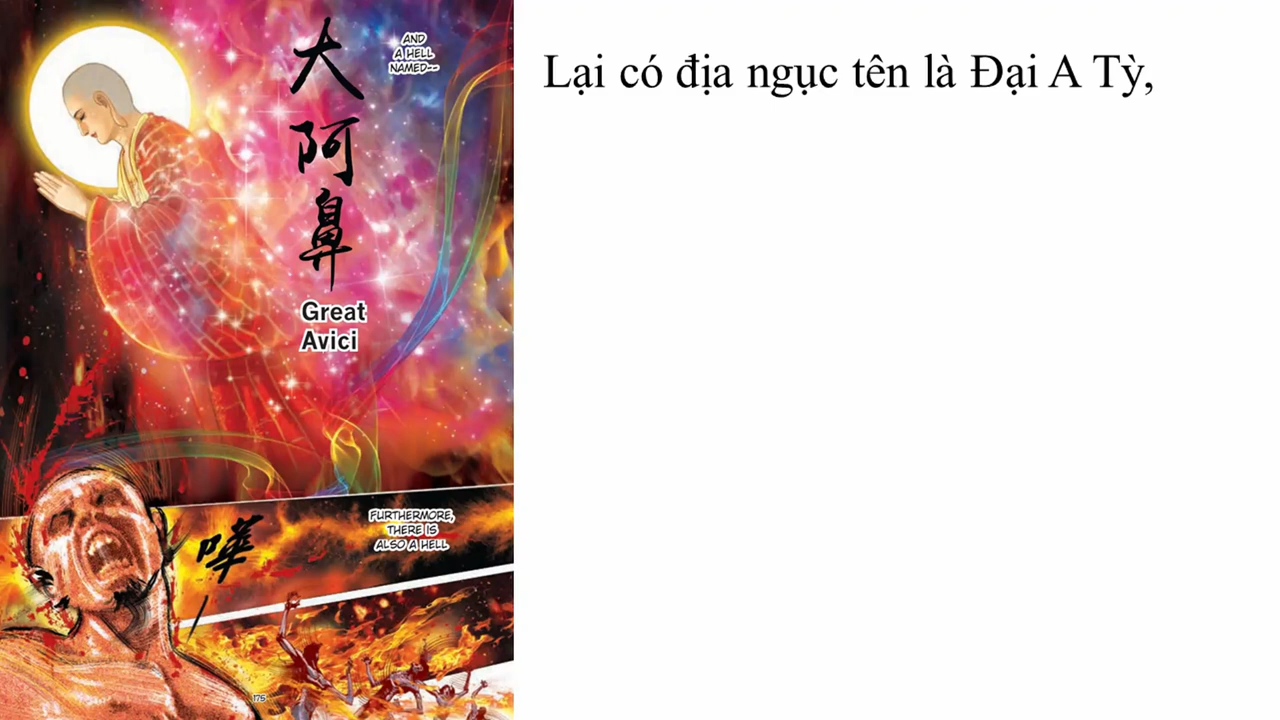 AND
A HELL
NAMED--
大阿鼻
Great
Avici
FURTHERMORE,
THERE IS
ALSO A HELL
嘩
175
Lại có địa ngục tên là Đại A Tỳ,